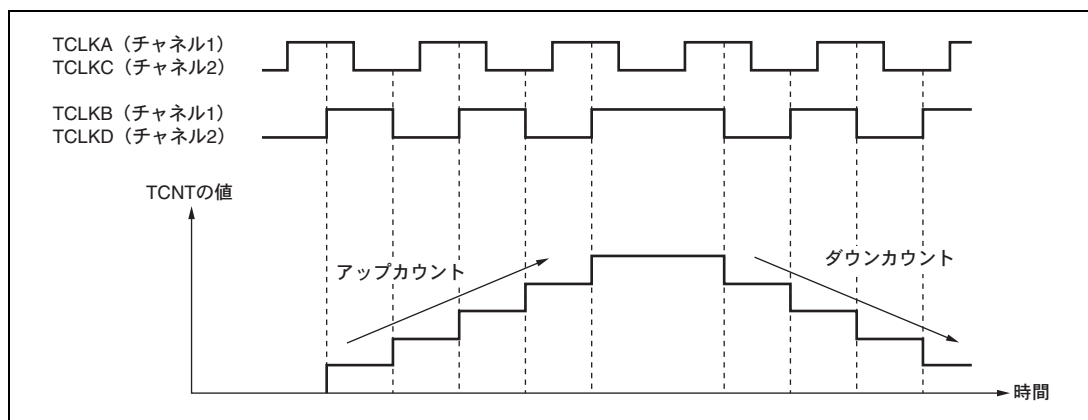 TCLKA（チャネル1）
TCLKC（チャネル2）
TCLKB（チャネル1）
TCLKD（チャネル2）
TCNTの値
アップカウント
ダウンカウント
時間